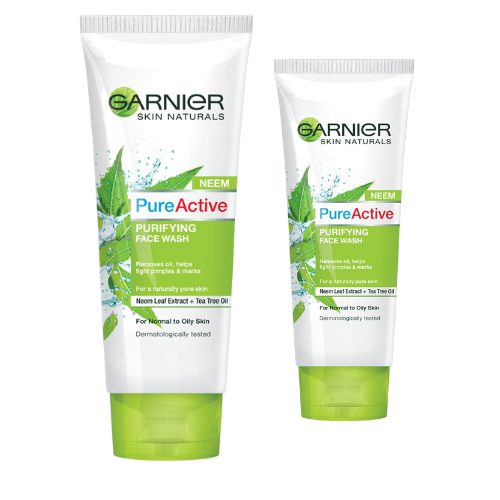 GARNIER
SKIN NATURALS
NEEM
PureActive
PURIFYING
FACE WASH
Removes oil, helps
fight pimples & marks
For a naturally pure skin
Neem Leaf Extract + Tea Tree Oil
For Normal to Oily Skin
Dermatologically tested
GARNIER
SKIN NATURALS
NEEM
PureActive
PURIFYING
FACE WASH
Removes oil, helps
fight pimples & marks
For a naturally pure skin
Neem Leaf Extract + Tea Tree Oil
For Normal to Oily Skin
Dermatologically tested